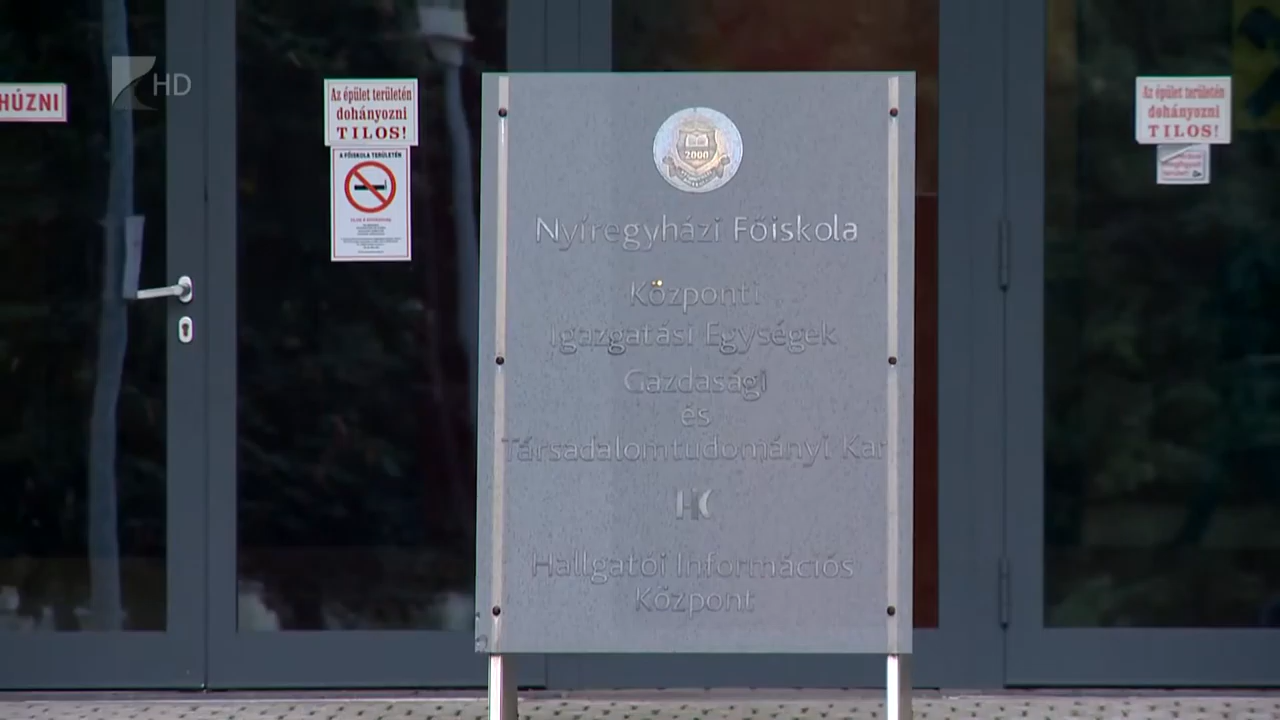 HD
HÚZNI
Az épület területén
dohányozni
TILOS!
A FŐISKOLA TERÜLETÉN
2000
Nyíregyházi Főiskola
Központi
Igazgatási Egységek
Gazdasági
és
Társadalomtudományi Kar
HIK
Hallgatói Információs
Központ
Az épület területén
dohányozni
TILOS!